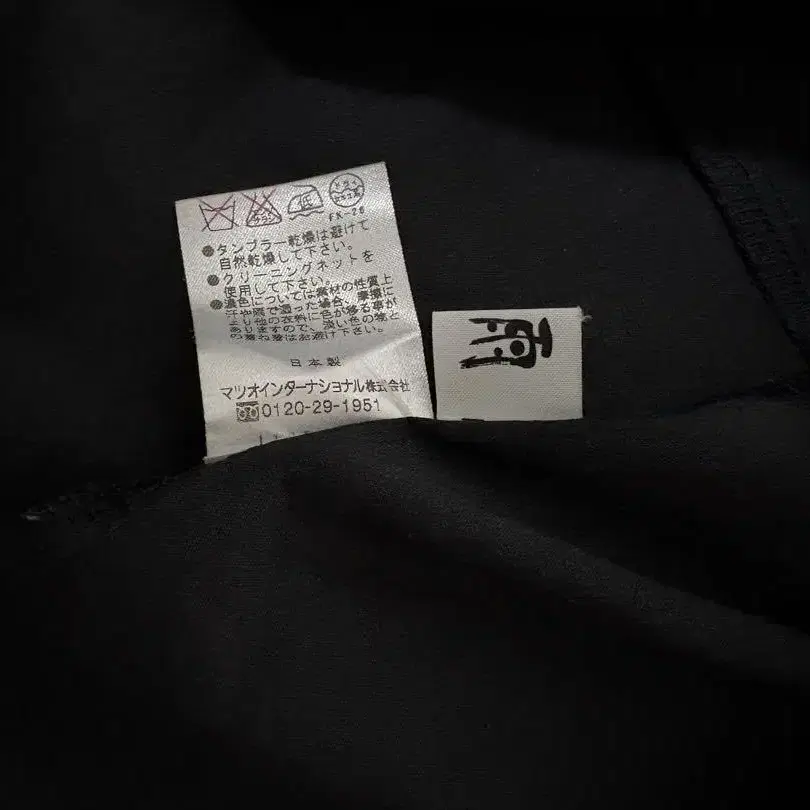 低
FK-26
●タンブラー乾燥は避けて
自然乾燥して下さい。
●クリーニングネットを
使用して下さい。
●濃色については素材の性質上
汗や雨で湿った場合、摩擦に
より他の衣料に色が移る事が
ありますので、淡い色の物と
の重ね着はお避け下さい。
日本製
マツオインターナショナル株式会社
0120-29-1951